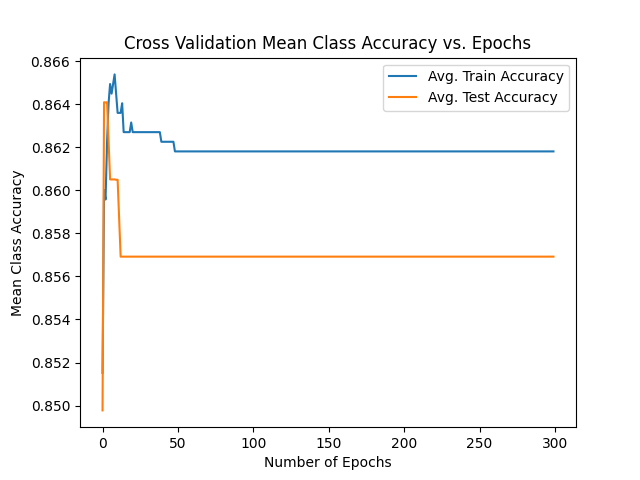 Cross Validation Mean Class Accuracy vs. Epochs
Avg. Train Accuracy
Avg. Test Accuracy
Mean Class Accuracy
0.866
0.864
0.862
0.860
0.858
0.856
0.854
0.852
0.850
0 50 100 150 200 250 300
Number of Epochs